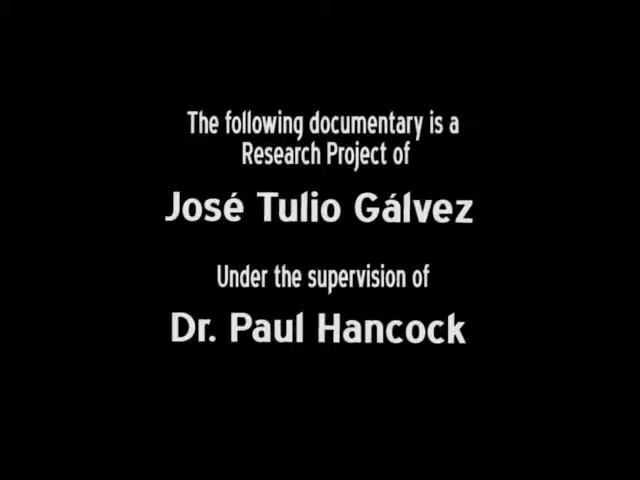 The following documentary is a
Research Project of
José Tulio Gálvez
Under the supervision of
Dr. Paul Hancock